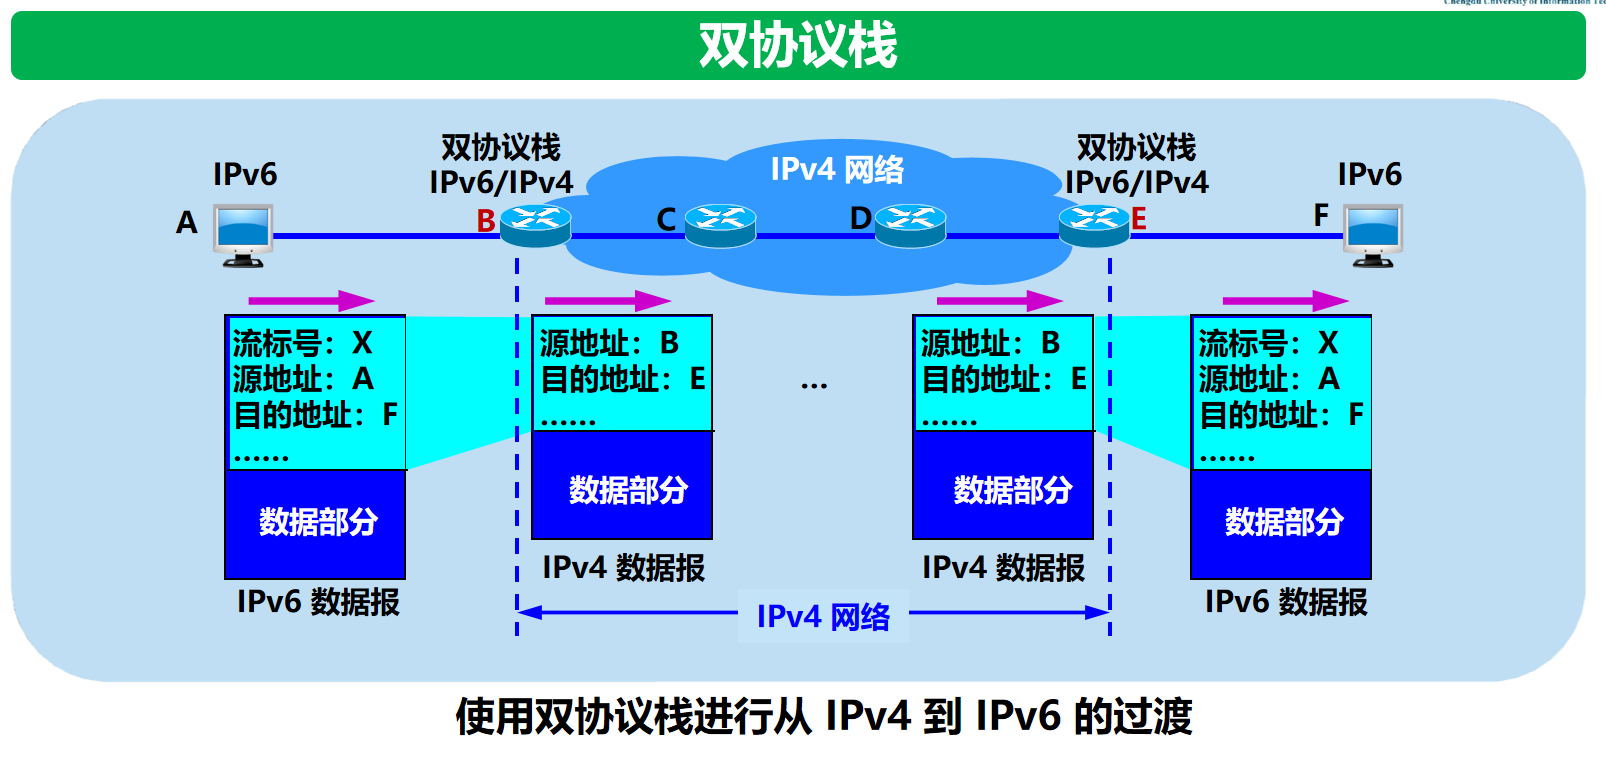 Chengdu University of Information Tec
双协议栈
双协议栈
IPv6/IPv4
IPv4 网络
双协议栈
IPv6/IPv4
IPv6
IPv6
A
B
C
D
E
F
流标号：X
源地址：A
目的地址：F
......
数据部分
IPv6 数据报
源地址：B
目的地址：E
......
数据部分
IPv4 数据报
...
源地址：B
目的地址：E
......
数据部分
IPv4 数据报
流标号：X
源地址：A
目的地址：F
......
数据部分
IPv6 数据报
IPv4 网络
使用双协议栈进行从 IPv4 到 IPv6 的过渡